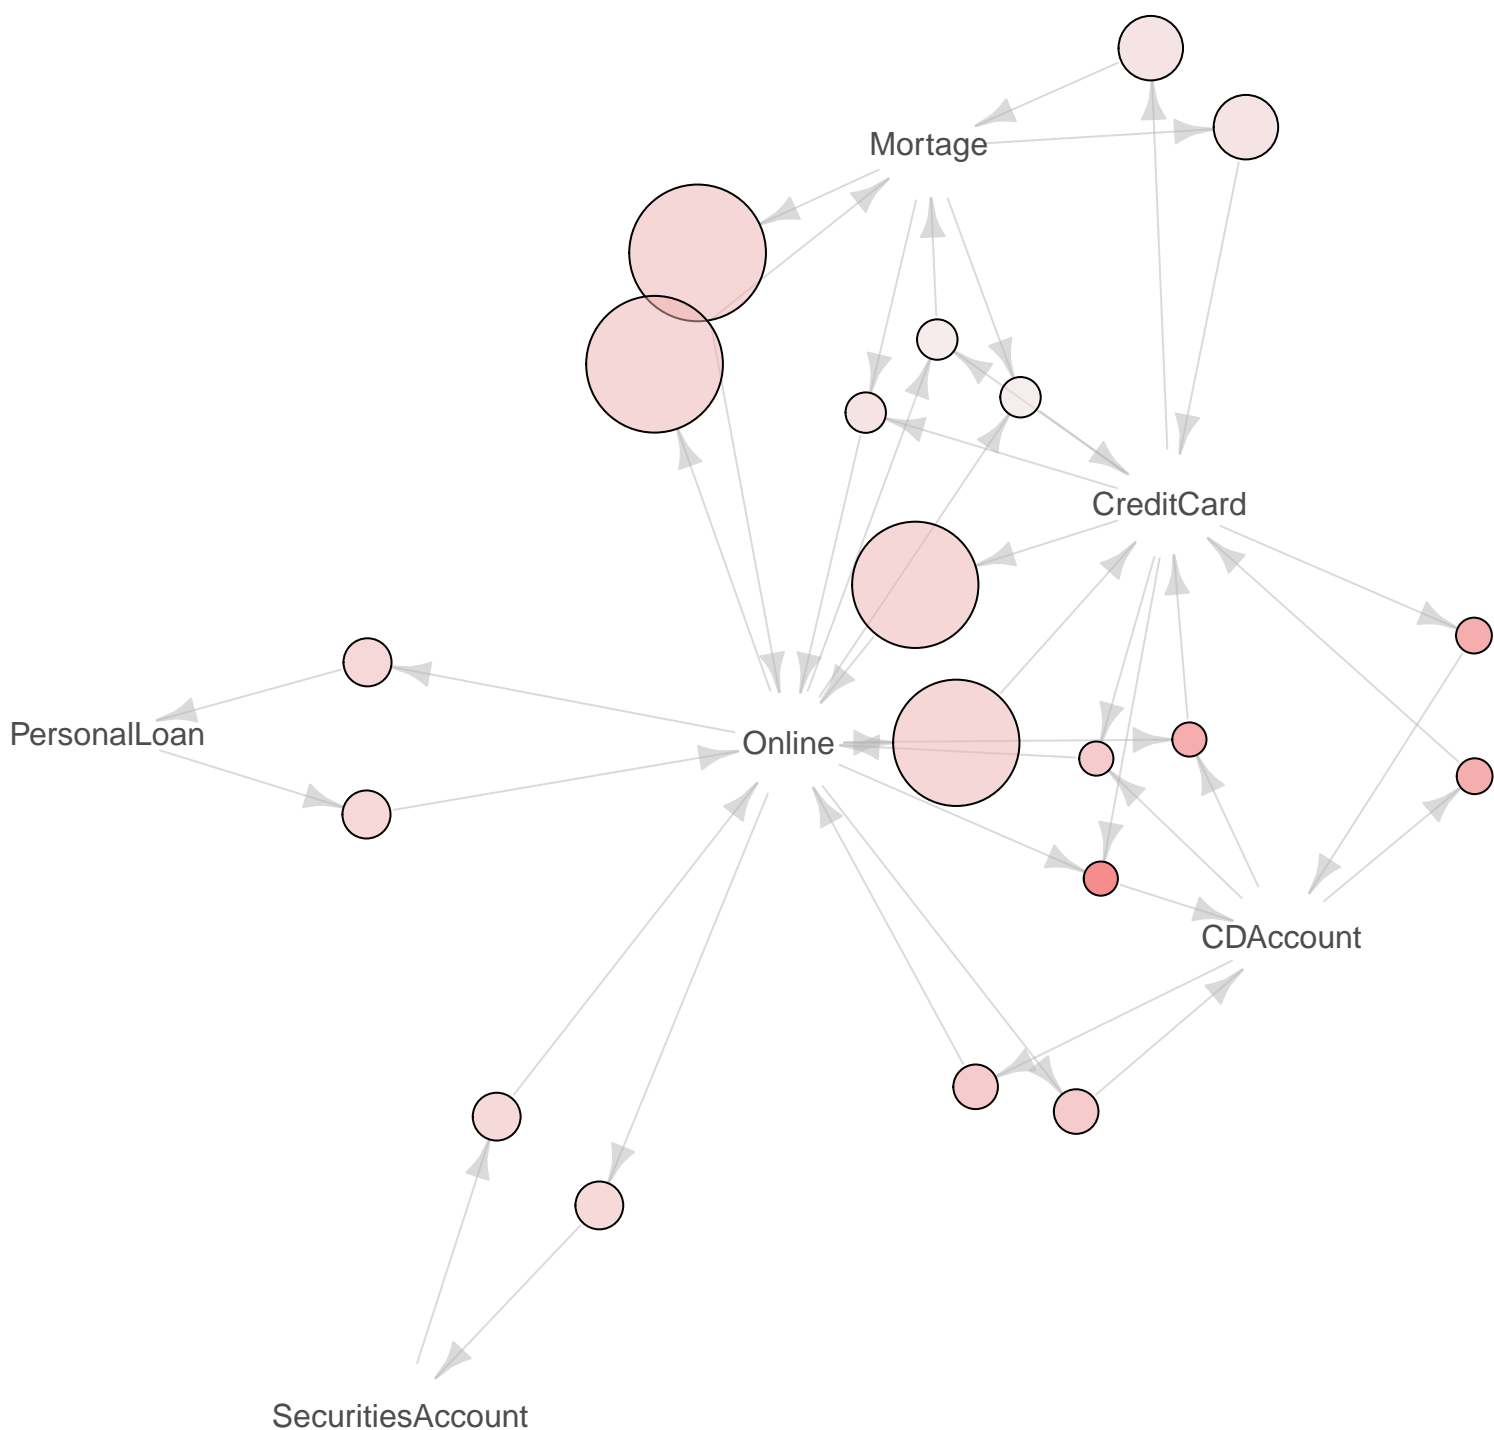 Mortage
CreditCard
PersonalLoan
Online
CDAccount
SecuritiesAccount